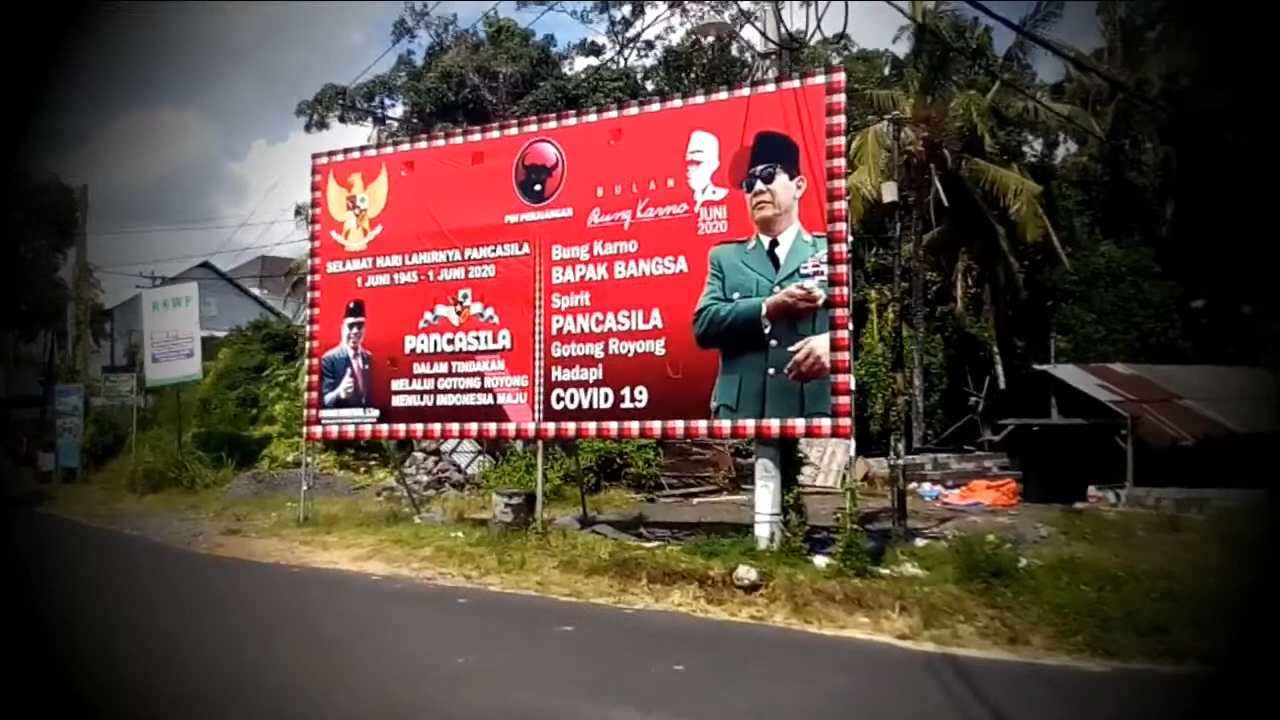 RSWP
SELAMAT HARI LAHIRNYA PANCASILA
1 JUNI 1945 - 1 JUNI 2020
PANCASILA
DALAM TINDAKAN
MELALUI GOTONG ROYONG
MENUJU INDONESIA MAJU
PDI PERJUANGAN
BULAN
Bung Karno
JUNI
2020
Bung Karno
BAPAK BANGSA
Spirit
PANCASILA
Gotong Royong
Hadapi
COVID 19